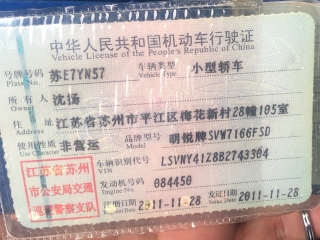 中华人民共和国机动车行驶证
Vehicle License of the People's Republic of China
号牌号码 Plate No. 苏E7YN57 车辆类型 Vehicle Type 小型轿车
所有人 Owner 沈扬
住址 Address 江苏省苏州市平江区梅花新村28幢105室
使用性质 Use Character 非营运 品牌型号 Model 明锐牌SVW7166FSD
车辆识别代号 VIN LSVNY41Z8B2743304
江苏省苏州
市公安局交通
巡逻警察支队
发动机号码 Engine No. 084450
注册日期 2011-11-28 发证日期 2011-11-28